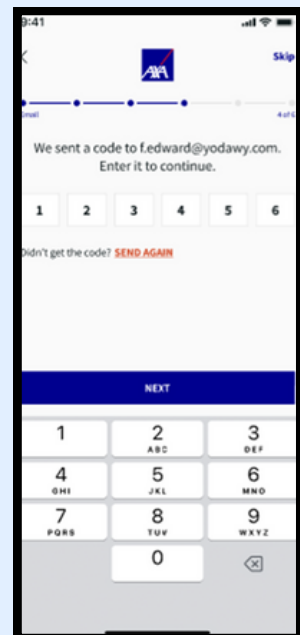 9:41
AXA
Skip
Email
4 of 6
We sent a code to f.edward@yodawy.com.
Enter it to continue.
1 2 3 4 5 6
Didn't get the code? SEND AGAIN
NEXT
1 2 3
ABC DEF
4 5 6
GHI JKL MNO
7 8 9
PQRS TUV WXYZ
0